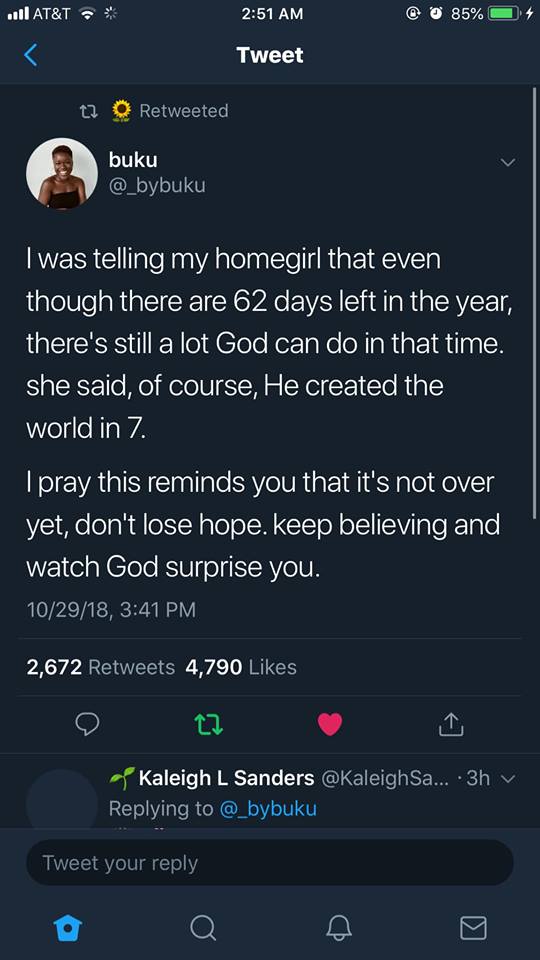 AT&T 2:51 AM 85%
Tweet
Retweeted
buku
@_bybuku
I was telling my homegirl that even
though there are 62 days left in the year,
there's still a lot God can do in that time.
she said, of course, He created the
world in 7.
I pray this reminds you that it's not over
yet, don't lose hope. keep believing and
watch God surprise you.
10/29/18, 3:41 PM
2,672 Retweets 4,790 Likes
Kaleigh L Sanders @KaleighSa... · 3h
Replying to @_bybuku
Tweet your reply